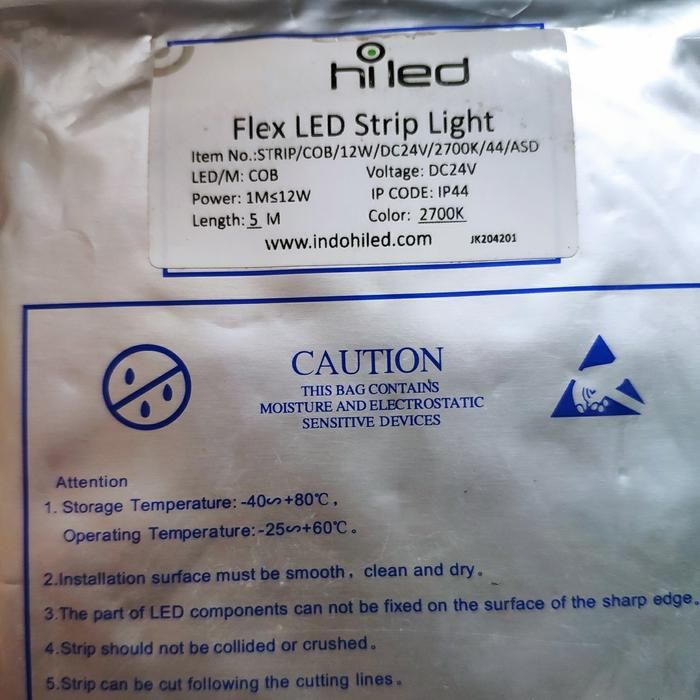 hiled
Flex LED Strip Light
Item No.:STRIP/COB/12W/DC24V/2700K/44/ASD
LED/M: COB Voltage: DC24V
Power: 1M≤12W IP CODE: IP44
Length: 5 M Color: 2700K
www.indohiled.com JK204201
CAUTION
THIS BAG CONTAINS
MOISTURE AND ELECTROSTATIC
SENSITIVE DEVICES
Attention
1. Storage Temperature: -40∽+80℃,
Operating Temperature:-25∽+60℃。
2.Installation surface must be smooth, clean and dry。
3.The part of LED components can not be fixed on the surface of the sharp edge。
4.Strip should not be collided or crushed。
5.Strip can be cut following the cutting lines。